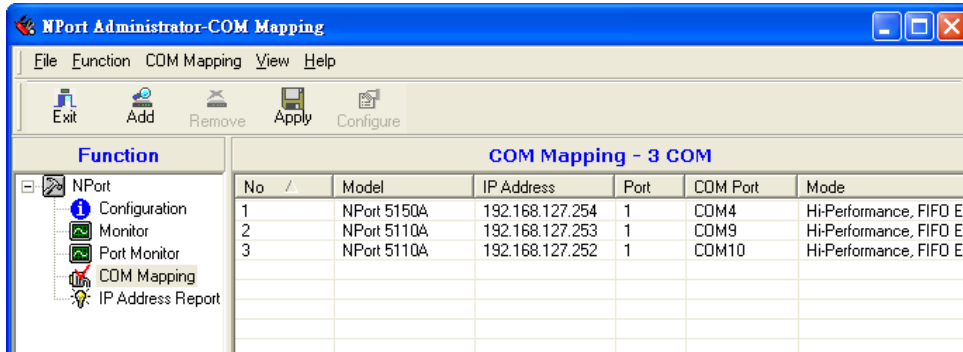 NPort Administrator-COM Mapping
File Function COM Mapping View Help
Exit Add Remove Apply Configure
Function
COM Mapping - 3 COM
NPort
Configuration
Monitor
Port Monitor
COM Mapping
IP Address Report
No Model IP Address Port COM Port Mode
1 NPort 5150A 192.168.127.254 1 COM4 Hi-Performance, FIFO E
2 NPort 5110A 192.168.127.253 1 COM9 Hi-Performance, FIFO E
3 NPort 5110A 192.168.127.252 1 COM10 Hi-Performance, FIFO E